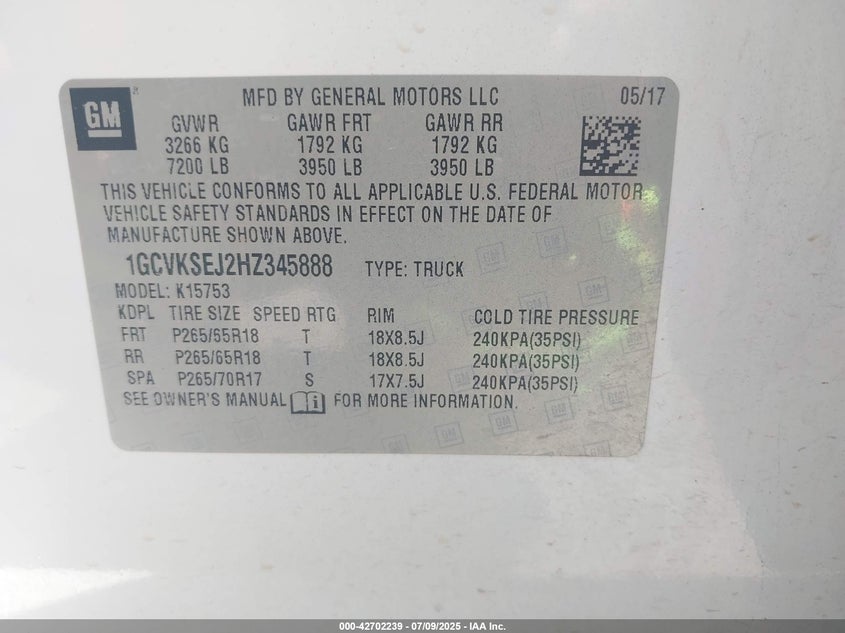 GM
MFD BY GENERAL MOTORS LLC 05/17
GVWR GAWR FRT GAWR RR
3266 KG 1792 KG 1792 KG
7200 LB 3950 LB 3950 LB
THIS VEHICLE CONFORMS TO ALL APPLICABLE U.S. FEDERAL MOTOR
VEHICLE SAFETY STANDARDS IN EFFECT ON THE DATE OF
MANUFACTURE SHOWN ABOVE.
1GCVKSEJ2HZ345888 TYPE: TRUCK
MODEL: K15753
KDPL TIRE SIZE SPEED RTG RIM COLD TIRE PRESSURE
FRT P265/65R18 T 18X8.5J 240KPA(35PSI)
RR P265/65R18 T 18X8.5J 240KPA(35PSI)
SPA P265/70R17 S 17X7.5J 240KPA(35PSI)
SEE OWNER'S MANUAL i FOR MORE INFORMATION.
000-42702239 - 07/09/2025 - IAA Inc.